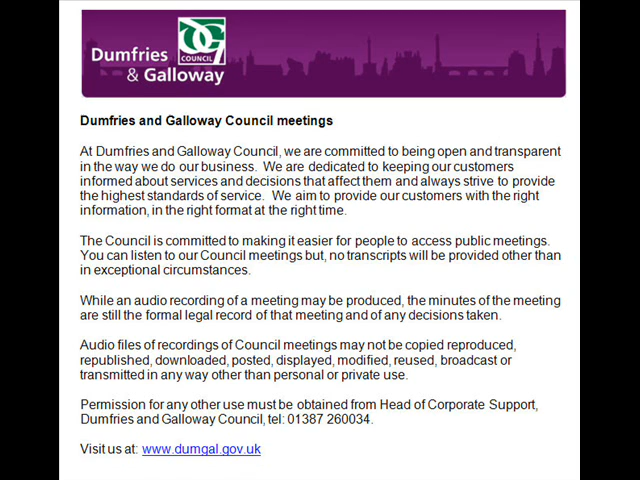 Dumfries
COUNCIL
& Galloway
Dumfries and Galloway Council meetings
At Dumfries and Galloway Council, we are committed to being open and transparent
in the way we do our business. We are dedicated to keeping our customers
informed about services and decisions that affect them and always strive to provide
the highest standards of service. We aim to provide our customers with the right
information, in the right format at the right time.
The Council is committed to making it easier for people to access public meetings.
You can listen to our Council meetings but, no transcripts will be provided other than
in exceptional circumstances.
While an audio recording of a meeting may be produced, the minutes of the meeting
are still the formal legal record of that meeting and of any decisions taken.
Audio files of recordings of Council meetings may not be copied reproduced,
republished, downloaded, posted, displayed, modified, reused, broadcast or
transmitted in any way other than personal or private use.
Permission for any other use must be obtained from Head of Corporate Support,
Dumfries and Galloway Council, tel: 01387 260034.
Visit us at: www.dumgal.gov.uk